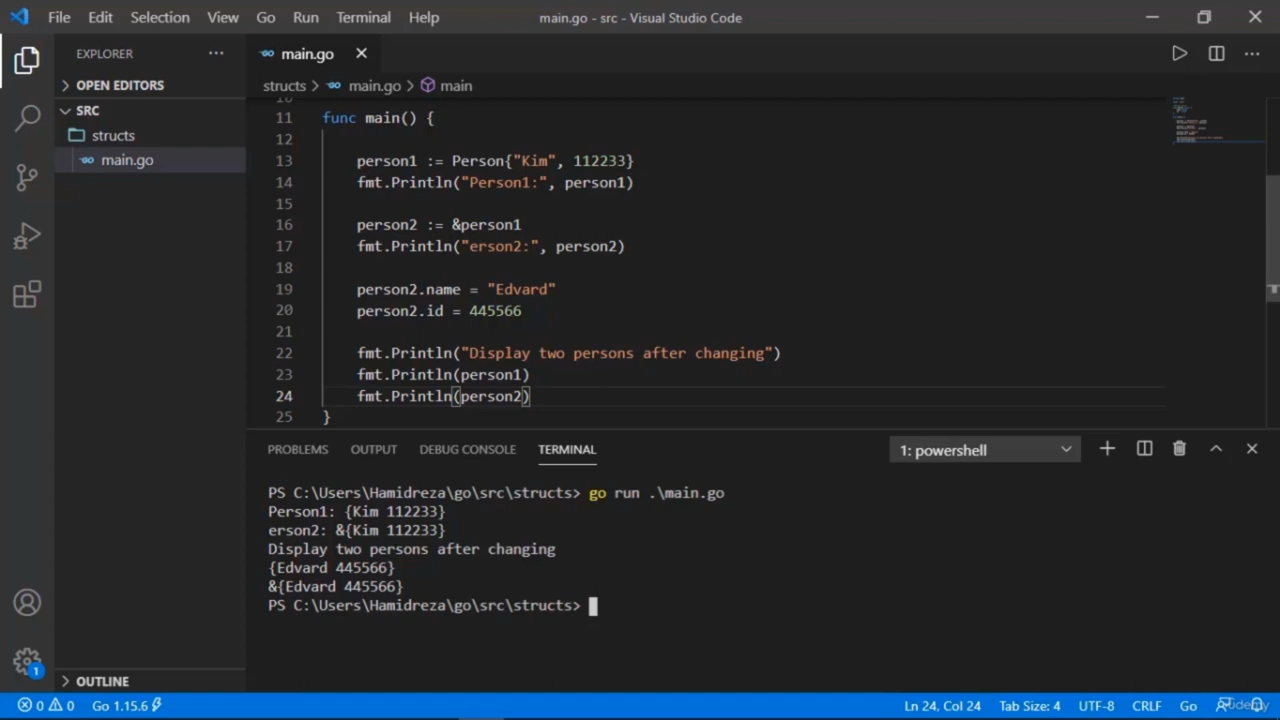 File Edit Selection View Go Run Terminal Help main.go - src - Visual Studio Code
EXPLORER
main.go
OPEN EDITORS
structs main.go main
SRC
structs
main.go
10
11 func main() {
12
13 person1 := Person{"Kim", 112233}
14 fmt.Println("Person1:", person1)
15
16 person2 := &person1
17 fmt.Println("erson2:", person2)
18
19 person2.name = "Edvard"
20 person2.id = 445566
21
22 fmt.Println("Display two persons after changing")
23 fmt.Println(person1)
24 fmt.Println(person2)
25 }
PROBLEMS OUTPUT DEBUG CONSOLE TERMINAL 1: powershell
PS C:\Users\Hamidreza\go\src\structs> go run .\main.go
Person1: {Kim 112233}
erson2: &{Kim 112233}
Display two persons after changing
{Edvard 445566}
&{Edvard 445566}
PS C:\Users\Hamidreza\go\src\structs>
1
OUTLINE
0 0 Go 1.15.6 Ln 24, Col 24 Tab Size: 4 UTF-8 CRLF Go